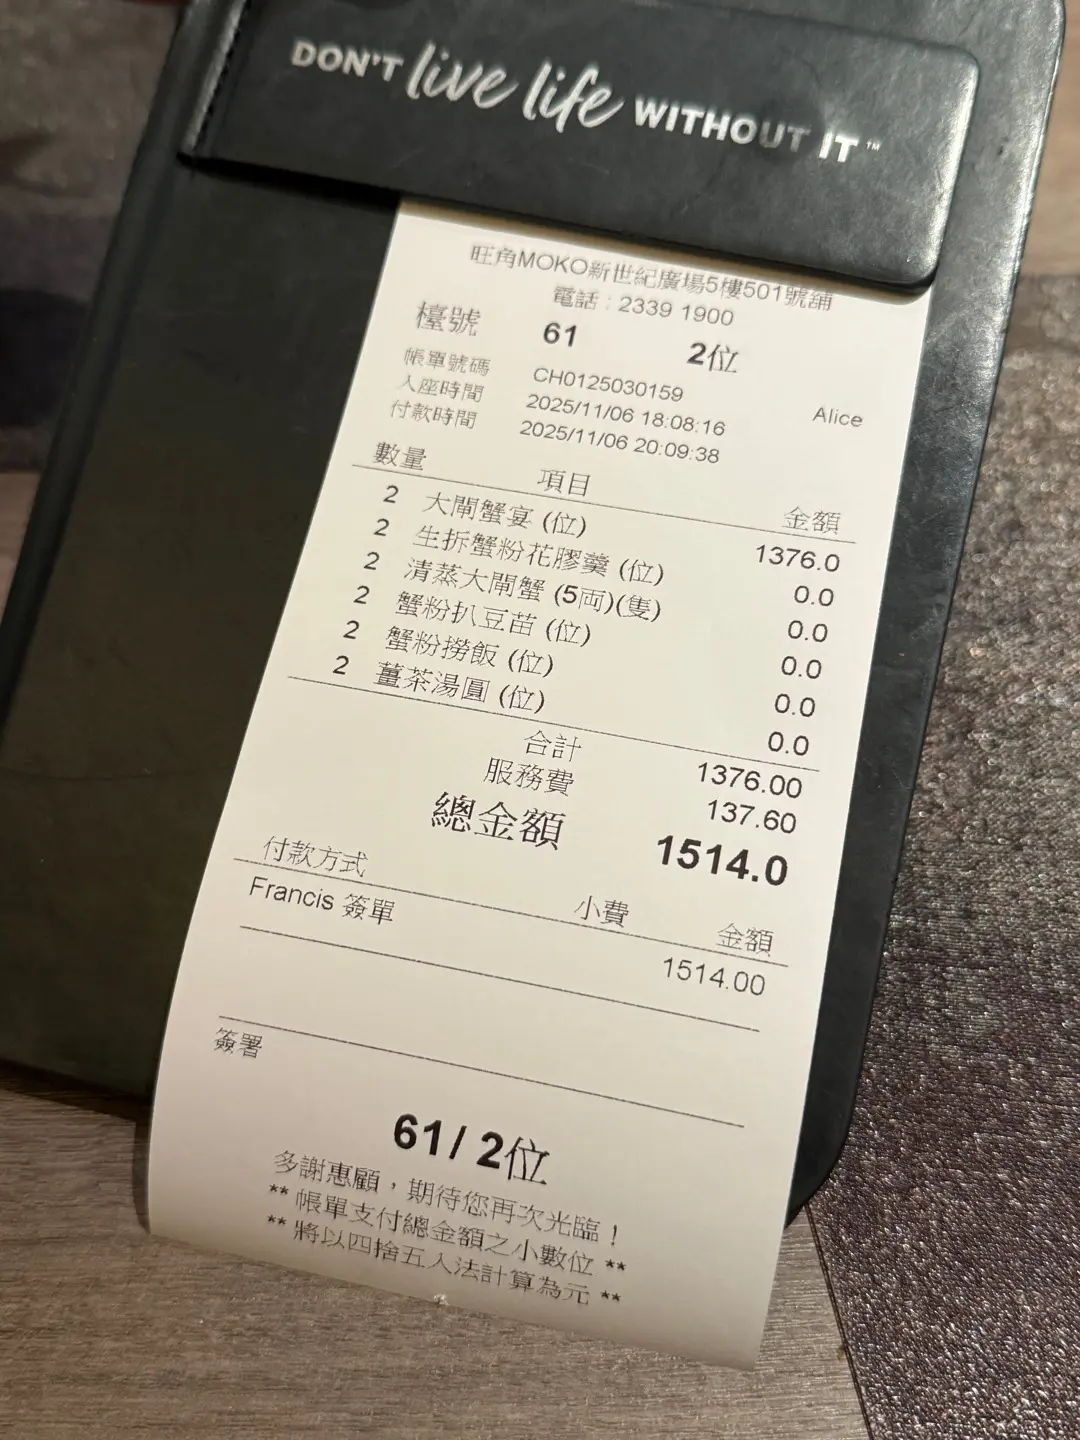 DON'T live life WITHOUT IT™
旺角MOKO新世紀廣場5樓501號舖
電話：2339 1900
檯號 61 2位
帳單號碼 CH0125030159
入座時間 2025/11/06 18:08:16 Alice
付款時間 2025/11/06 20:09:38
數量 項目 金額
2 大閘蟹宴 (位) 1376.0
2 生拆蟹粉花膠羹 (位) 0.0
2 清蒸大閘蟹 (5両)(隻) 0.0
2 蟹粉扒豆苗 (位) 0.0
2 蟹粉撈飯 (位) 0.0
2 薑茶湯圓 (位) 0.0
合計 1376.00
服務費 137.60
總金額 1514.0
付款方式 小費 金額
Francis 簽單 1514.00
簽署
61/ 2位
多謝惠顧，期待您再次光臨！
** 帳單支付總金額之小數位 **
** 將以四捨五入法計算為元 **